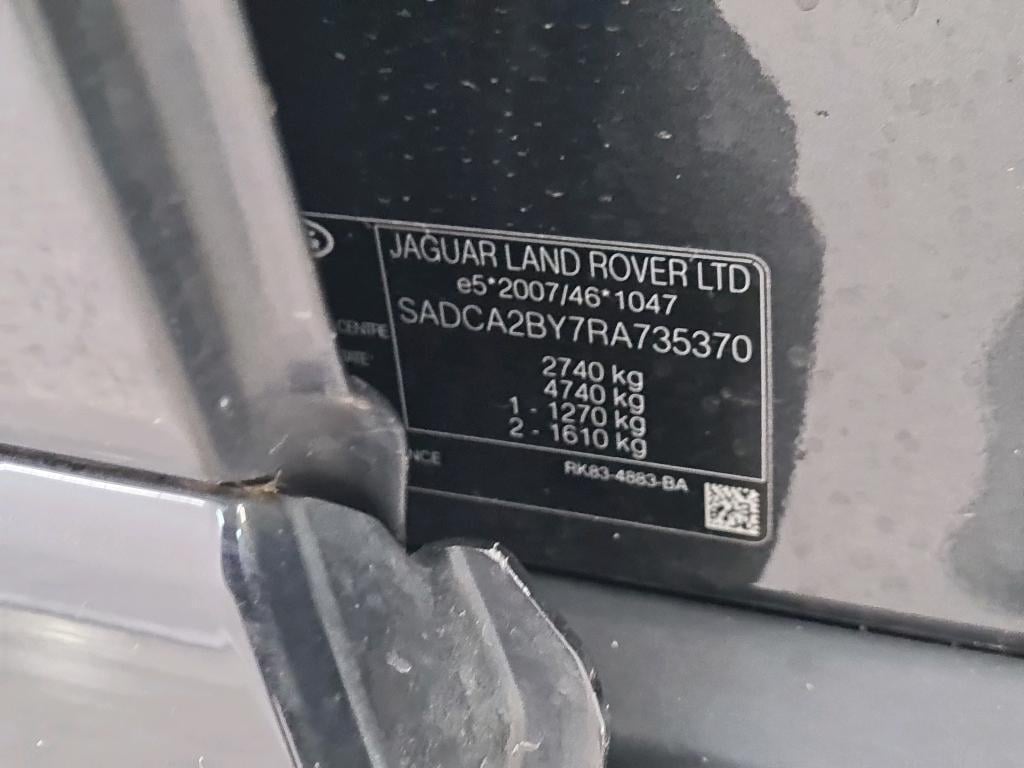 JAGUAR LAND ROVER LTD
e5*2007/46*1047
SADCA2BY7RA735370
CENTRE
2740 kg
4740 kg
1 - 1270 kg
2 - 1610 kg
RK83-4883-BA